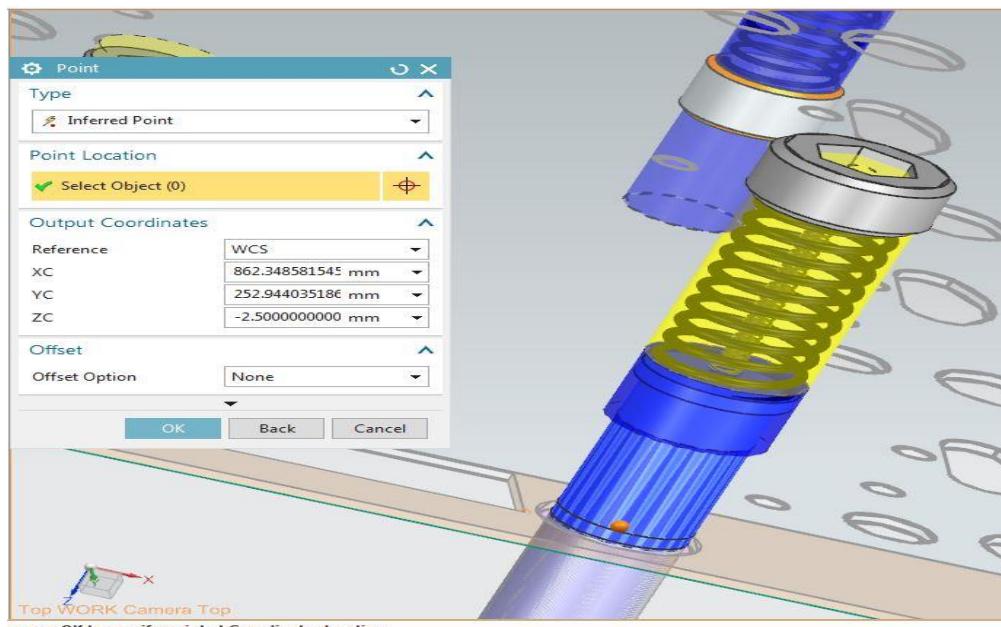 Point
Type
Inferred Point
Point Location
Select Object (0)
Output Coordinates
Reference WCS
XC 862.348581545 mm
YC 252.944035186 mm
ZC -2.5000000000 mm
Offset
Offset Option None
OK Back Cancel
X
Z
Top WORK Camera Top